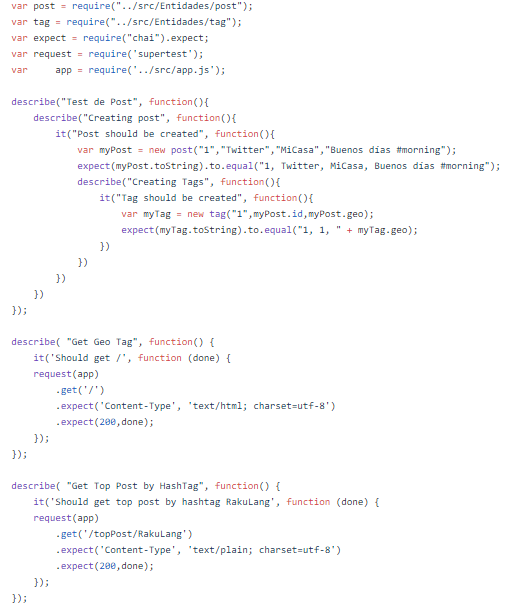 var post = require("../src/Entidades/post");
var tag = require("../src/Entidades/tag");
var expect = require("chai").expect;
var request = require('supertest');
var     app = require('../src/app.js');

describe("Test de Post", function(){
    describe("Creating post", function(){
        it("Post should be created", function(){
            var myPost = new post("1","Twitter","MiCasa","Buenos días #morning");
            expect(myPost.toString).to.equal("1, Twitter, MiCasa, Buenos días #morning");
            describe("Creating Tags", function(){
                it("Tag should be created", function(){
                    var myTag = new tag("1",myPost.id,myPost.geo);
                    expect(myTag.toString).to.equal("1, 1, " + myTag.geo);
                })
            })
        })
    })
});

describe( "Get Geo Tag", function() {
    it('Should get /', function (done) {
    request(app)
        .get('/')
        .expect('Content-Type', 'text/html; charset=utf-8')
        .expect(200,done);
    });
});

describe( "Get Top Post by HashTag", function() {
    it('Should get top post by hashtag RakuLang', function (done) {
    request(app)
        .get('/topPost/RakuLang')
        .expect('Content-Type', 'text/plain; charset=utf-8')
        .expect(200,done);
    });
});